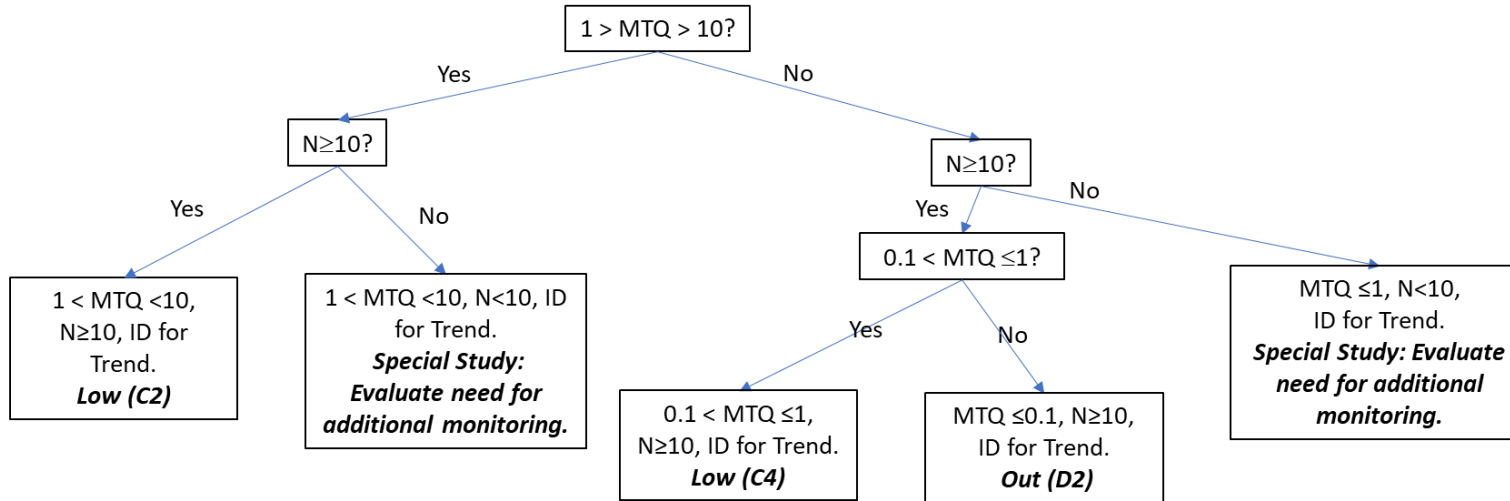 1 > MTQ > 10?
Yes
No
N≥10?
N≥10?
Yes
No
Yes
No
0.1 < MTQ ≤1?
1 < MTQ <10,
N≥10, ID for
Trend.
Low (C2)
1 < MTQ <10, N<10, ID
for Trend.
Special Study:
Evaluate need for
additional monitoring.
MTQ ≤1, N<10,
ID for Trend.
Special Study: Evaluate
need for additional
monitoring.
Yes
No
0.1 < MTQ ≤1,
N≥10, ID for Trend.
Low (C4)
MTQ ≤0.1, N≥10,
ID for Trend.
Out (D2)